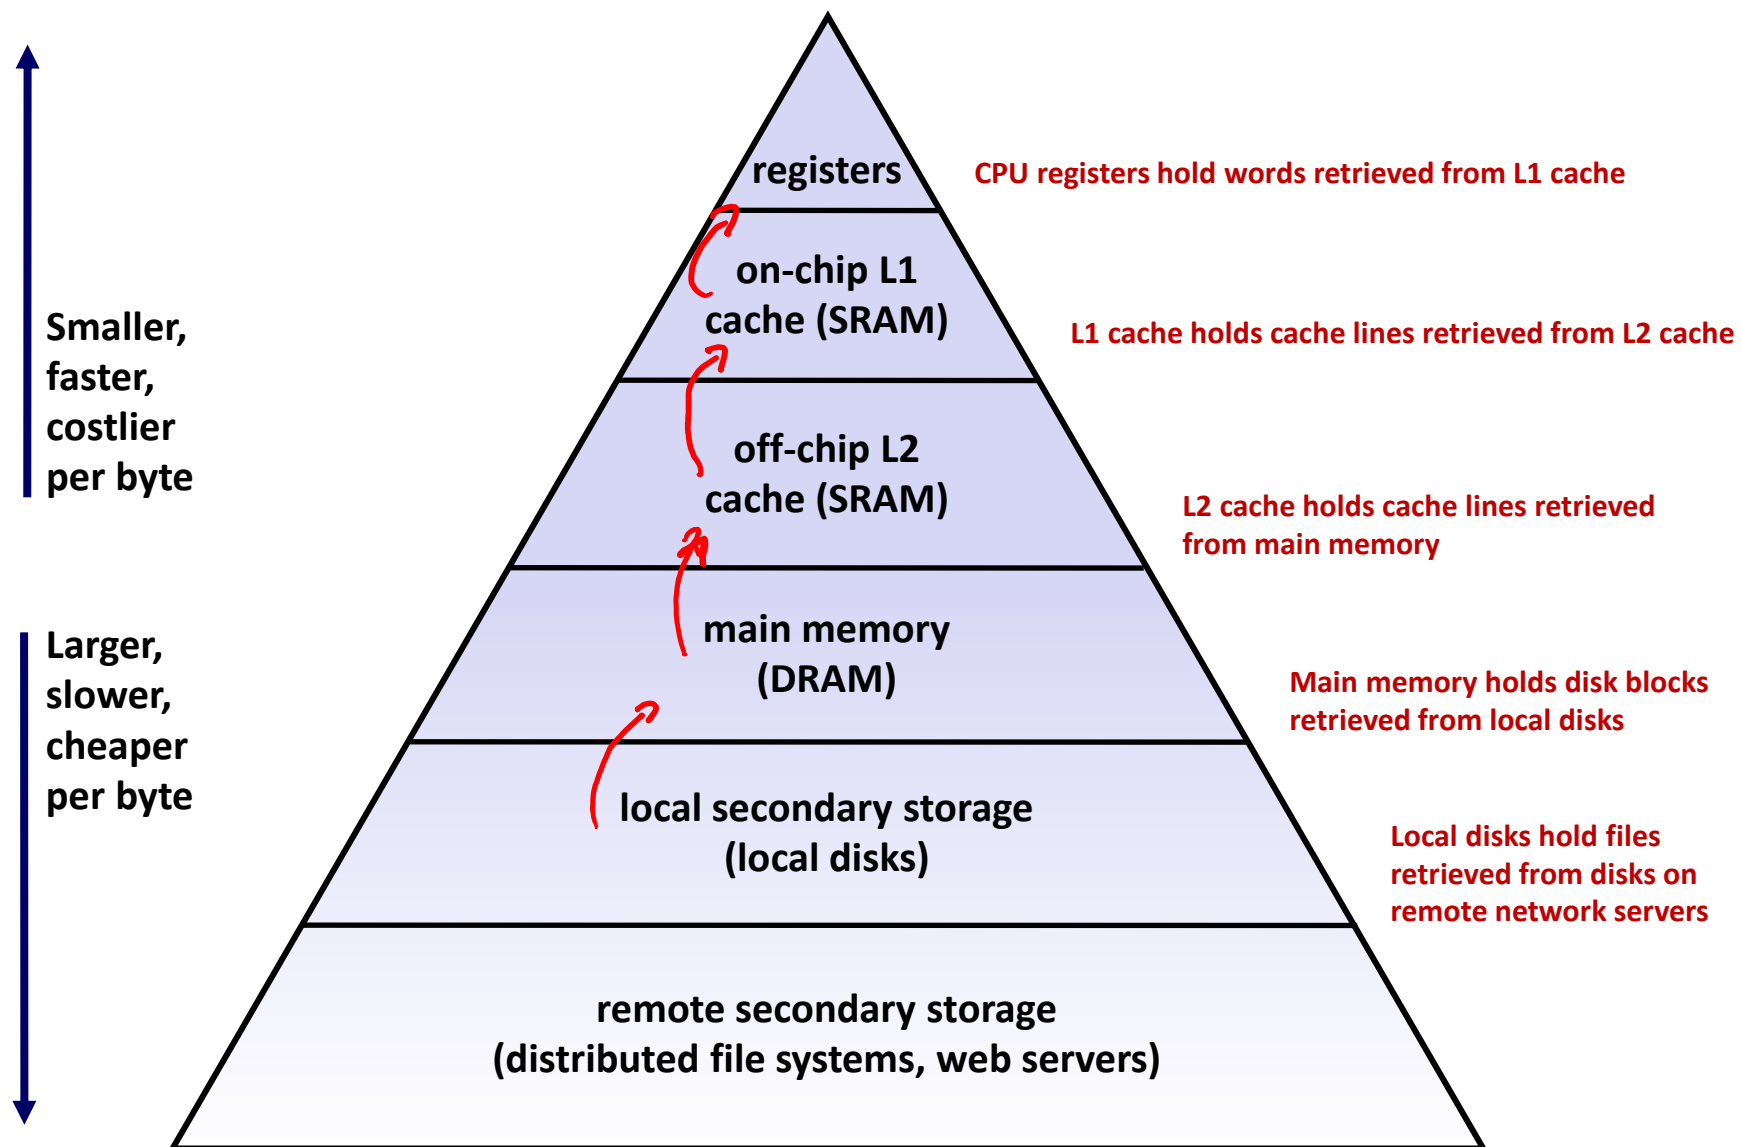 registers
CPU registers hold words retrieved from L1 cache
on-chip L1
cache (SRAM)
L1 cache holds cache lines retrieved from L2 cache
Smaller,
faster,
costlier
per byte
off-chip L2
cache (SRAM)
L2 cache holds cache lines retrieved
from main memory
Larger,
slower,
cheaper
per byte
main memory
(DRAM)
Main memory holds disk blocks
retrieved from local disks
local secondary storage
(local disks)
Local disks hold files
retrieved from disks on
remote network servers
remote secondary storage
(distributed file systems, web servers)